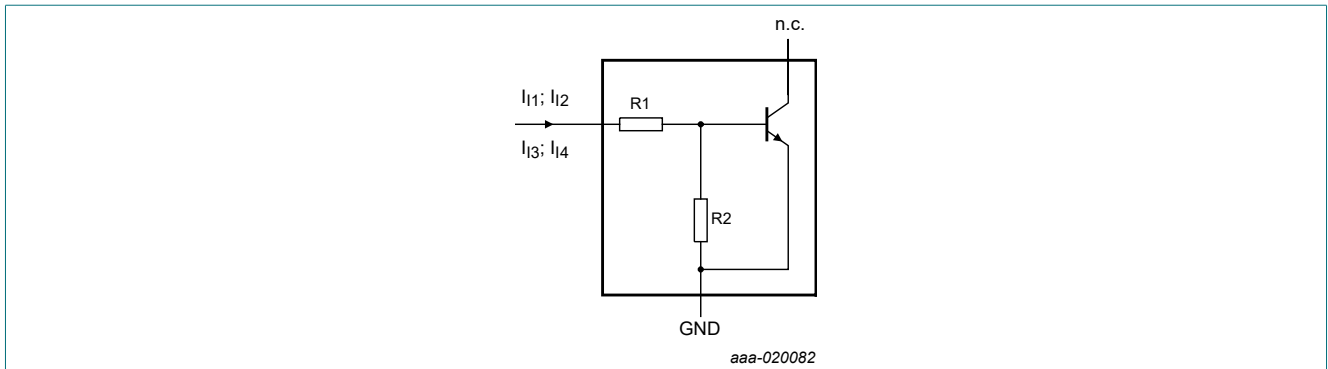 n.c.
I_I1; I_I2
R1
I_I3; I_I4
R2
GND
aaa-020082